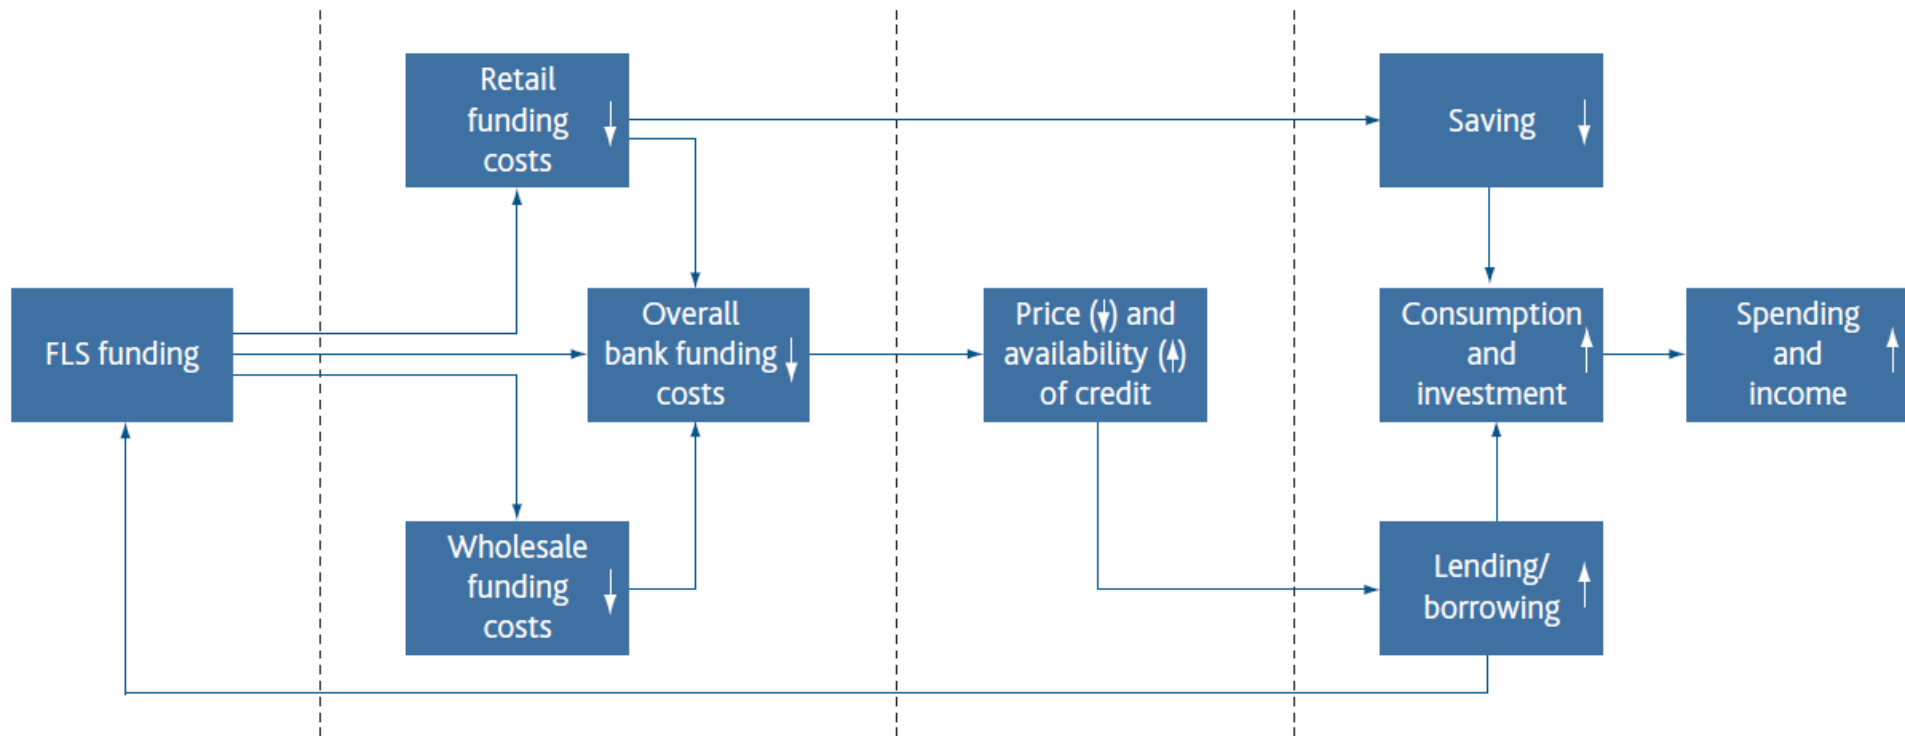 Retail
funding
costs
Saving
FLS funding
Overall
bank funding
costs
Price (↓) and
availability (↑)
of credit
Consumption
and
investment
Spending
and
income
Wholesale
funding
costs
Lending/
borrowing